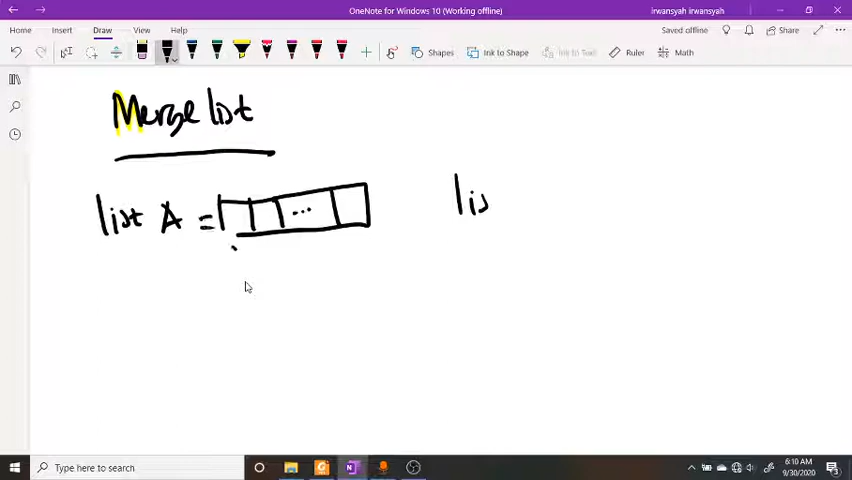 OneNote for Windows 10 (Working offline)
irwansyah irwansyah
Home Insert Draw View Help
Saved offline
Share
Shapes Ink to Shape Ink to Text Ruler Math
Merge list
list A = ...
lis
Type here to search
6:10 AM
9/30/2020
3